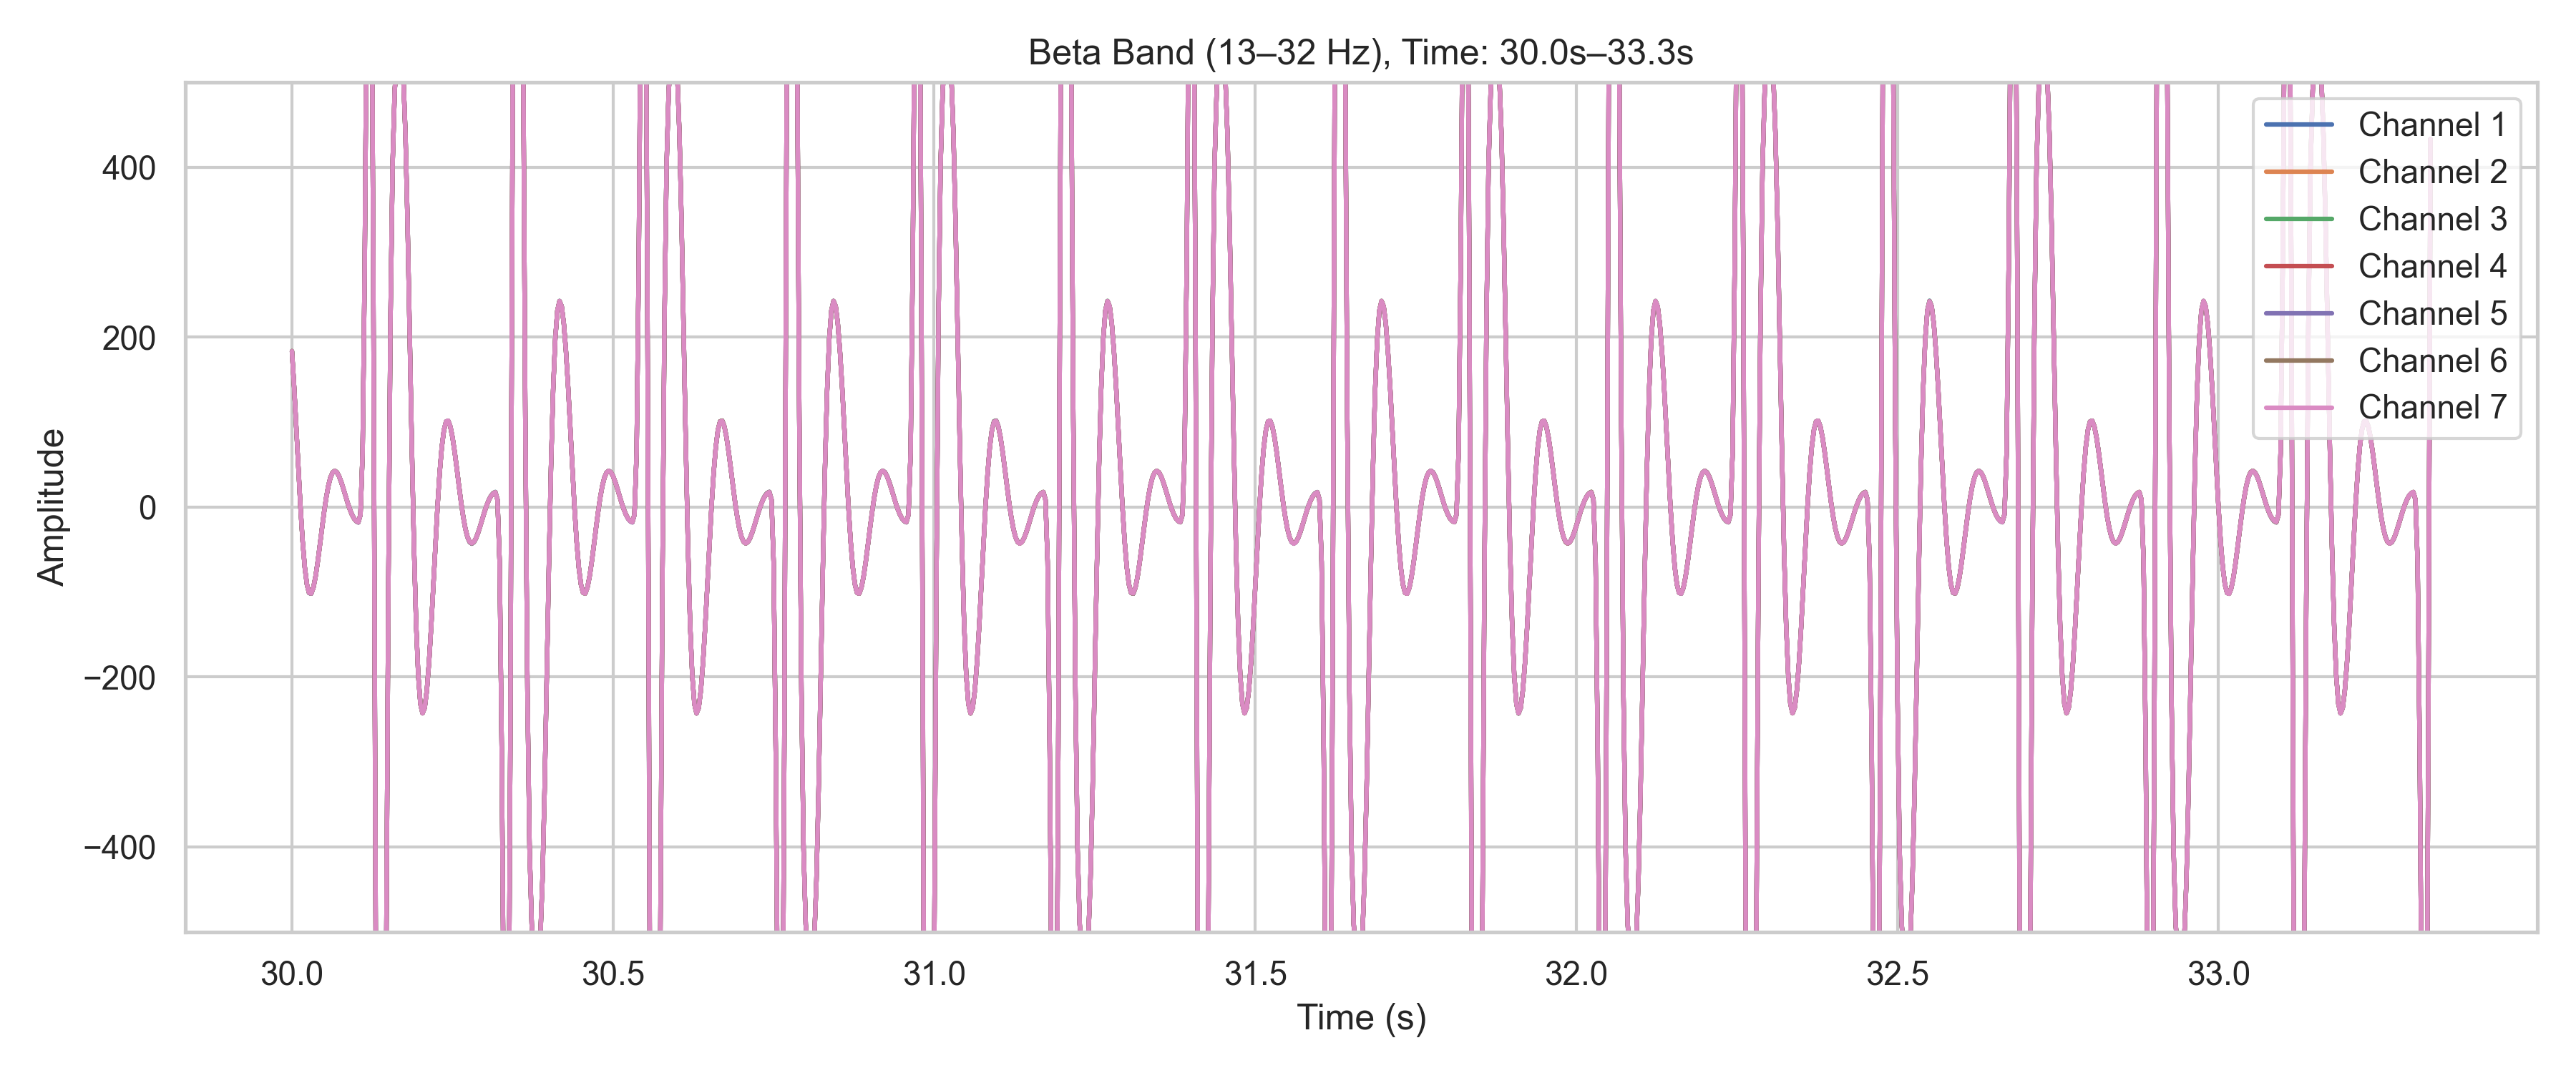 Beta Band (13–32 Hz), Time: 30.0s–33.3s
Channel 1
Channel 2
Channel 3
Channel 4
Channel 5
Channel 6
Channel 7
400
200
0
−200
−400
Amplitude
30.0 30.5 31.0 31.5 32.0 32.5 33.0
Time (s)